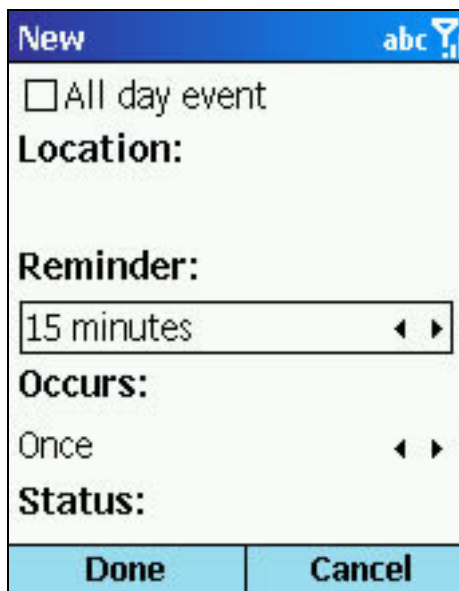 New abc
All day event
Location:
Reminder:
15 minutes
Occurs:
Once
Status:
Done Cancel